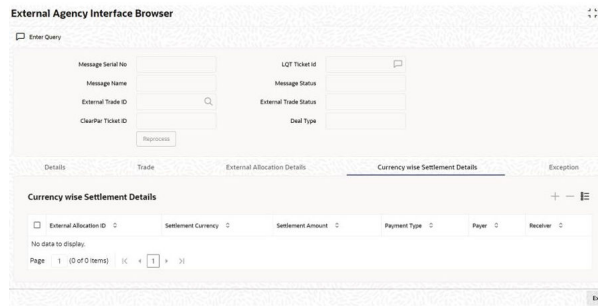 External Agency Interface Browser
Enter Query
Message Serial No
LQT Ticket Id
Message Name
Message Status
External Trade ID
External Trade Status
ClearPar Ticket ID
Deal Type
Reprocess
Details Trade External Allocation Details Currency wise Settlement Details Exception
Currency wise Settlement Details
External Allocation ID Settlement Currency Settlement Amount Payment Type Payer Receiver
No data to display.
Page 1 (0 of 0 items) 1